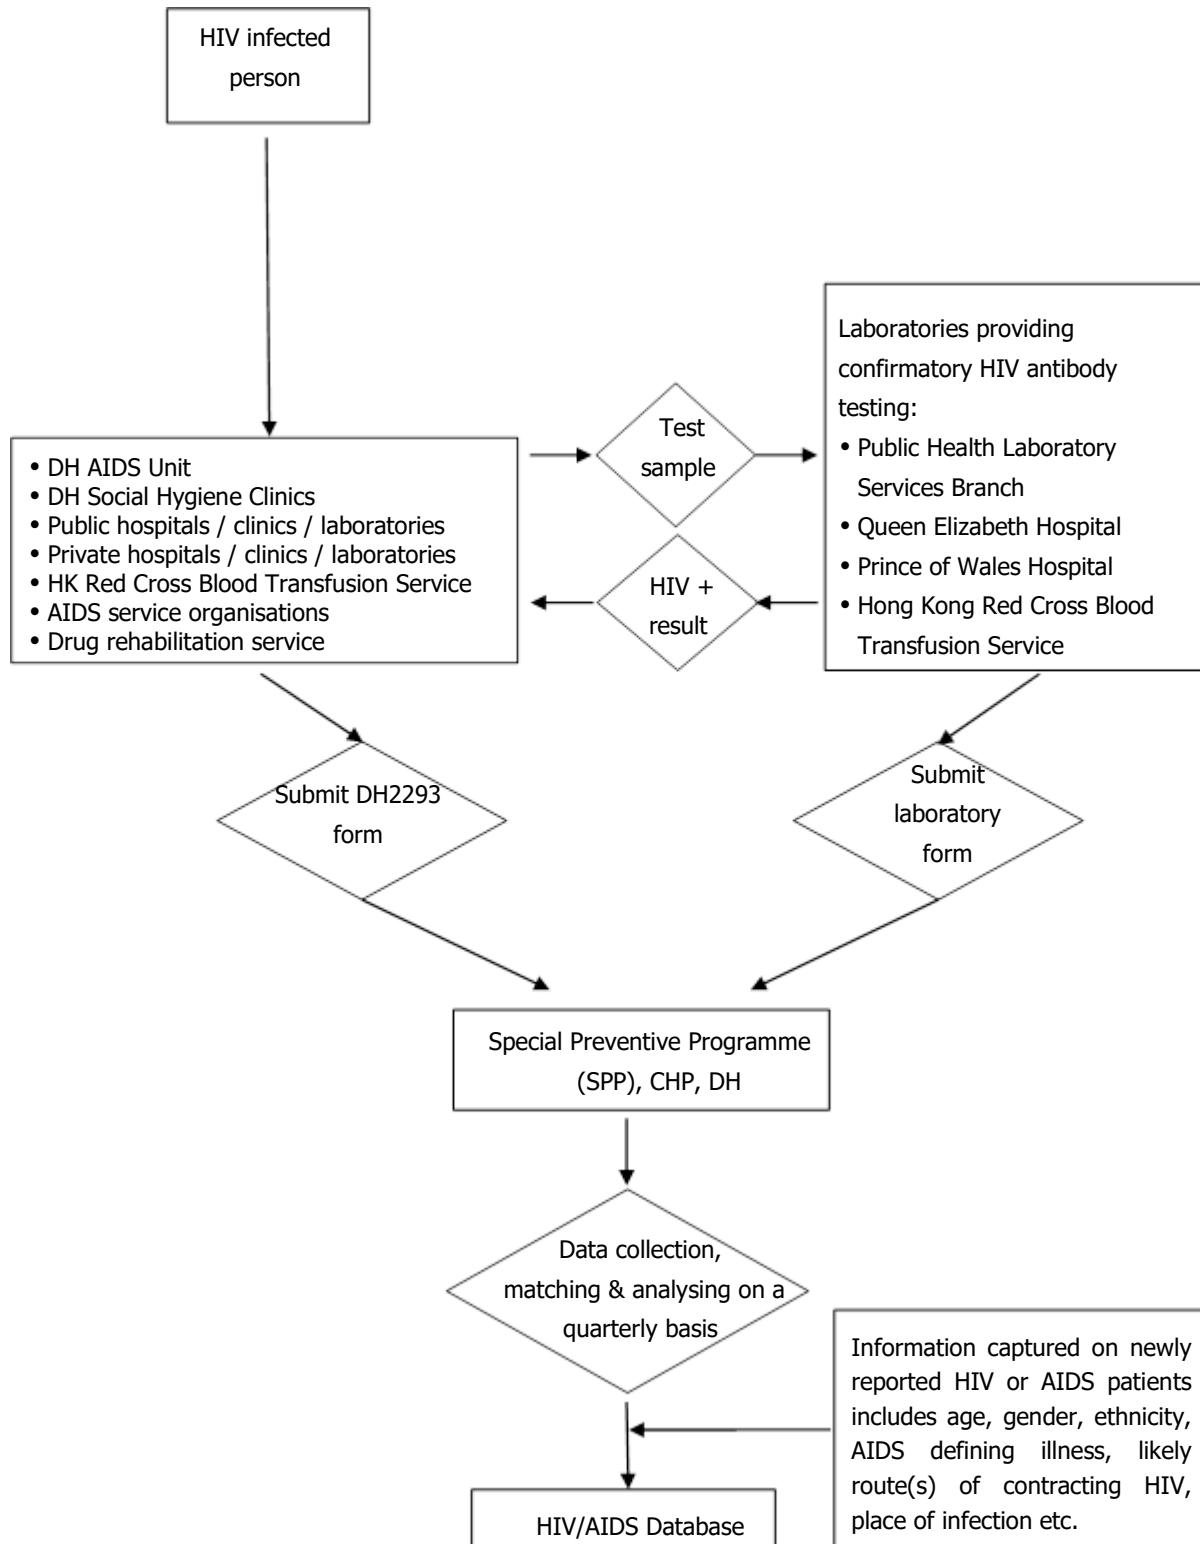 HIV infected
person
Laboratories providing
confirmatory HIV antibody
testing:
• Public Health Laboratory
Services Branch
• Queen Elizabeth Hospital
• Prince of Wales Hospital
• Hong Kong Red Cross Blood
Transfusion Service
Test
sample
HIV +
result
• DH AIDS Unit
• DH Social Hygiene Clinics
• Public hospitals / clinics / laboratories
• Private hospitals / clinics / laboratories
• HK Red Cross Blood Transfusion Service
• AIDS service organisations
• Drug rehabilitation service
Submit DH2293
form
Submit
laboratory
form
Special Preventive Programme
(SPP), CHP, DH
Data collection,
matching & analysing on a
quarterly basis
Information captured on newly
reported HIV or AIDS patients
includes age, gender, ethnicity,
AIDS defining illness, likely
route(s) of contracting HIV,
place of infection etc.
HIV/AIDS Database